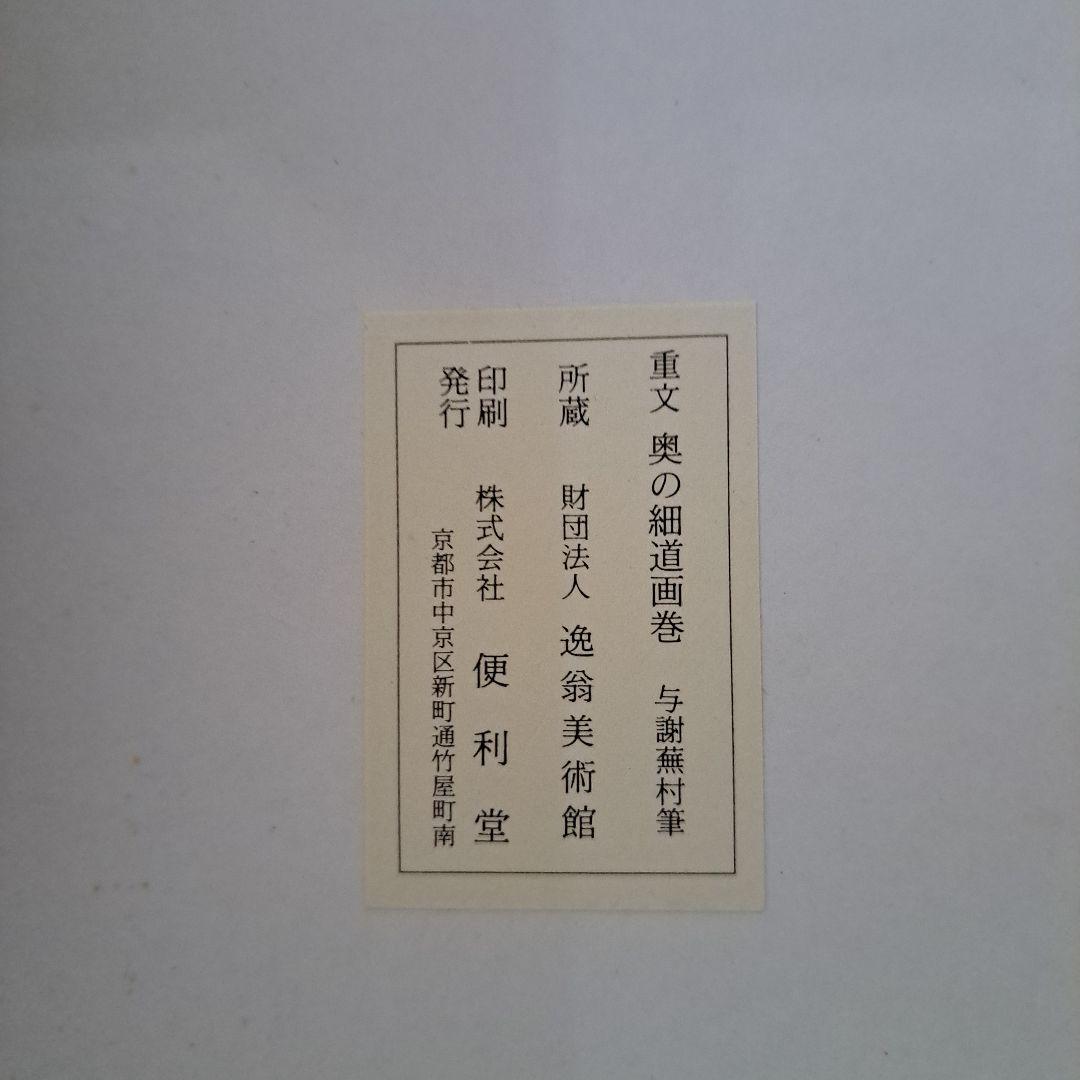 重文 奥の細道画巻 与謝蕪村筆
所蔵 財団法人 逸翁美術館
印刷
発行
株式会社 便利堂
京都市中京区新町通竹屋町南